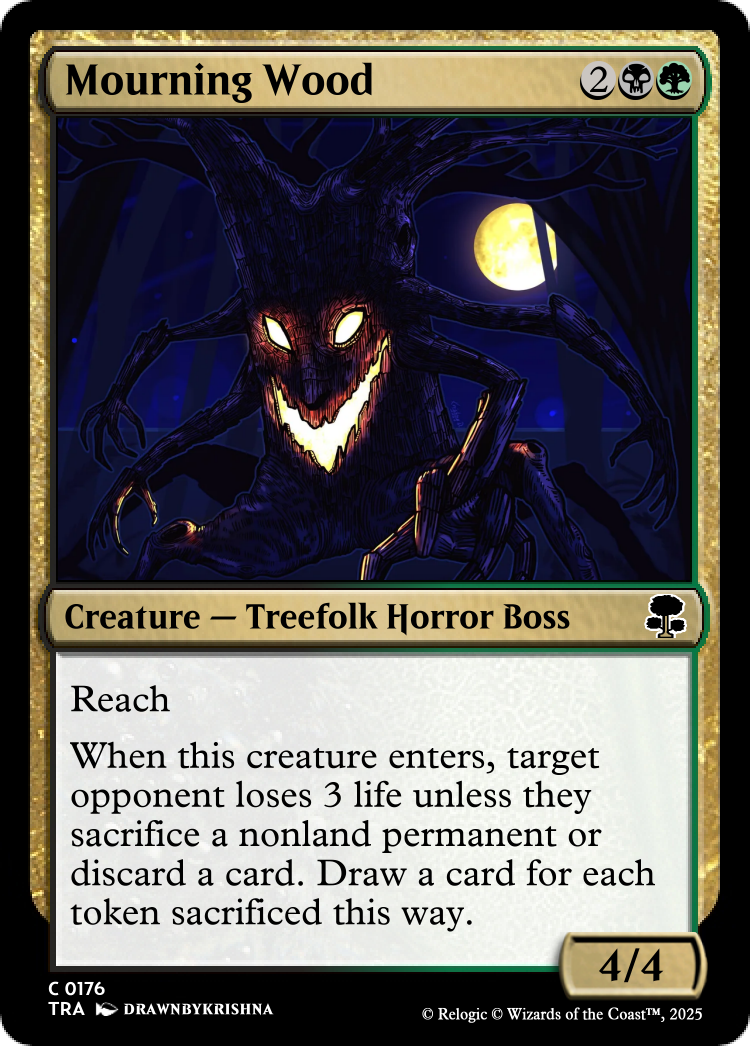 Mourning Wood 2
Creature — Treefolk Horror Boss
Reach
When this creature enters, target
opponent loses 3 life unless they
sacrifice a nonland permanent or
discard a card. Draw a card for each
token sacrificed this way.
4/4
C 0176
TRA DRAWNBYKRISHNA
© Relogic © Wizards of the Coast™, 2025